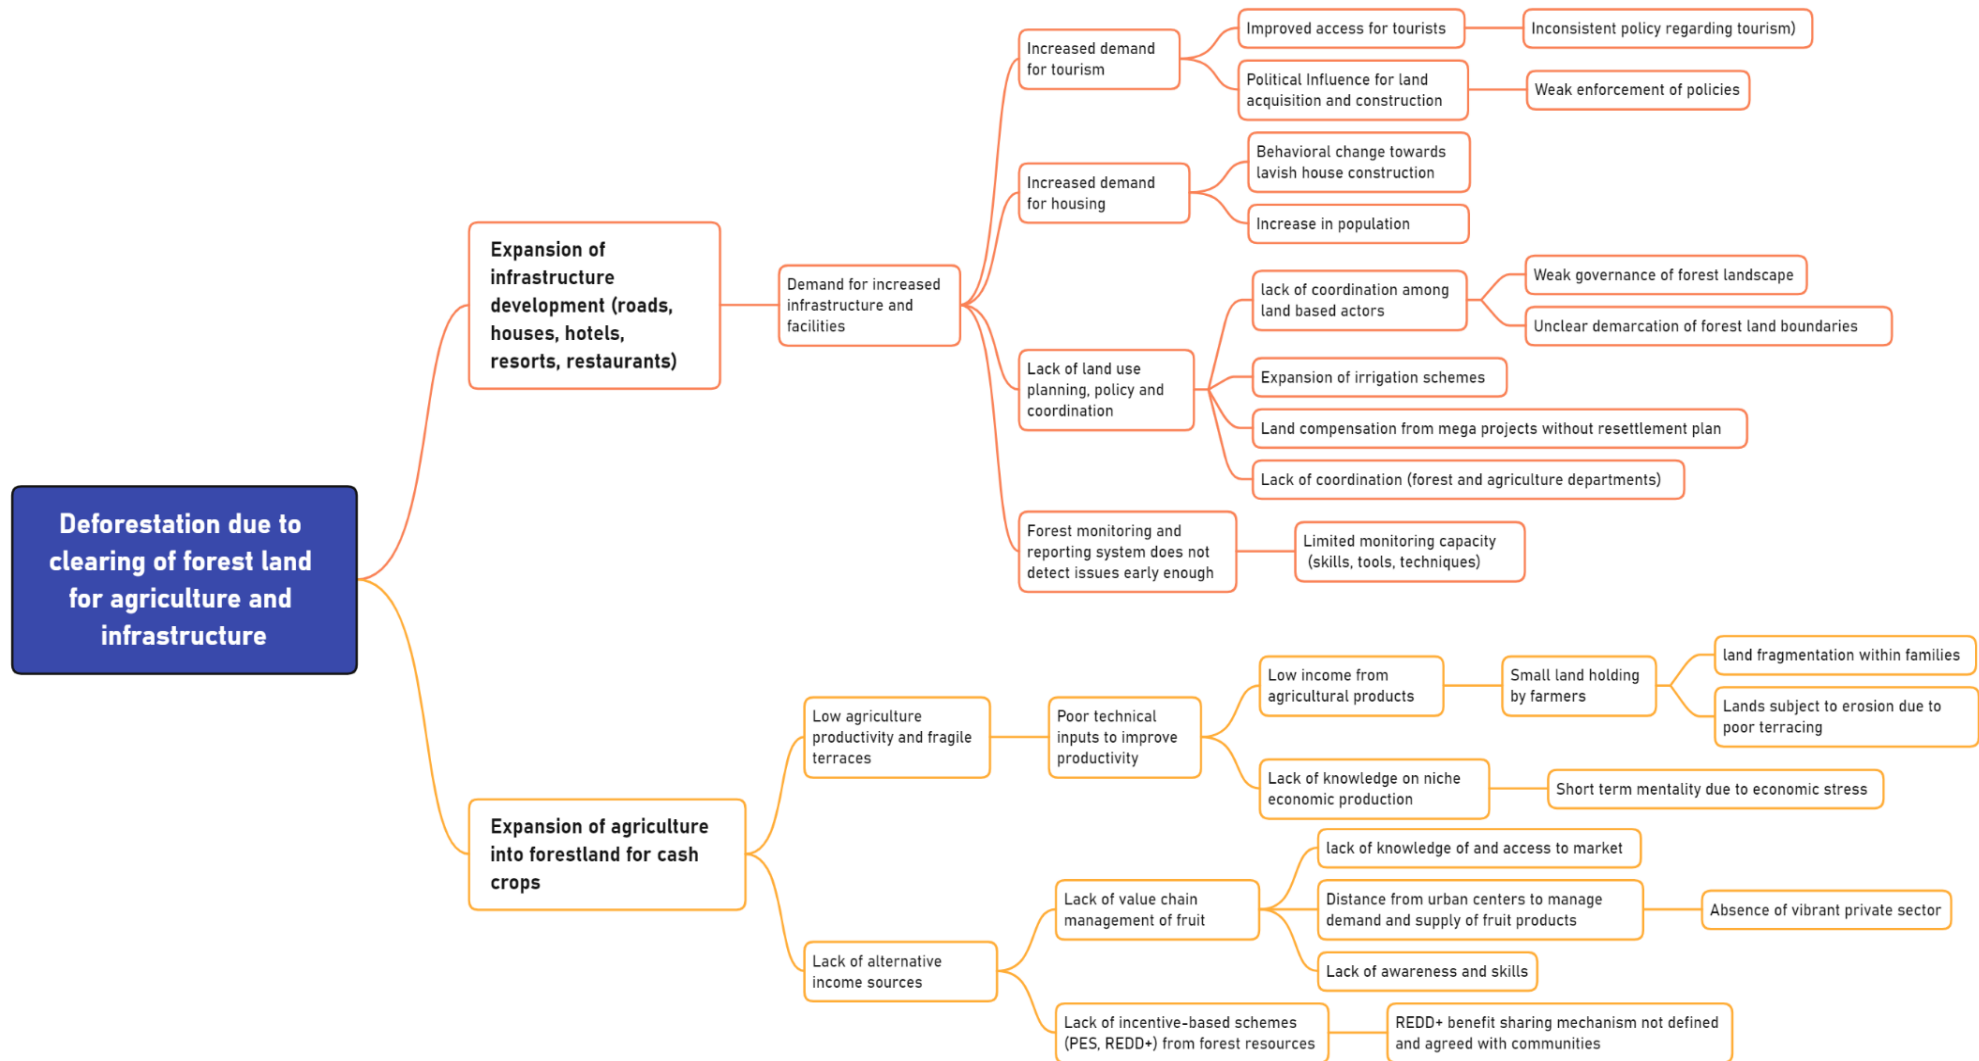 Deforestation due to
clearing of forest land
for agriculture and
infrastructure
Expansion of
infrastructure
development (roads,
houses, hotels,
resorts, restaurants)
Demand for increased
infrastructure and
facilities
Increased demand
for tourism
Improved access for tourists
Inconsistent policy regarding tourism)
Political Influence for land
acquisition and construction
Weak enforcement of policies
Increased demand
for housing
Behavioral change towards
lavish house construction
Increase in population
Lack of land use
planning, policy and
coordination
lack of coordination among
land based actors
Weak governance of forest landscape
Unclear demarcation of forest land boundaries
Expansion of irrigation schemes
Land compensation from mega projects without resettlement plan
Lack of coordination (forest and agriculture departments)
Forest monitoring and
reporting system does not
detect issues early enough
Limited monitoring capacity
(skills, tools, techniques)
Expansion of agriculture
into forestland for cash
crops
Low agriculture
productivity and fragile
terraces
Poor technical
inputs to improve
productivity
Low income from
agricultural products
Small land holding
by farmers
land fragmentation within families
Lands subject to erosion due to
poor terracing
Lack of knowledge on niche
economic production
Short term mentality due to economic stress
Lack of alternative
income sources
Lack of value chain
management of fruit
lack of knowledge of and access to market
Distance from urban centers to manage
demand and supply of fruit products
Absence of vibrant private sector
Lack of awareness and skills
Lack of incentive-based schemes
(PES, REDD+) from forest resources
REDD+ benefit sharing mechanism not defined
and agreed with communities